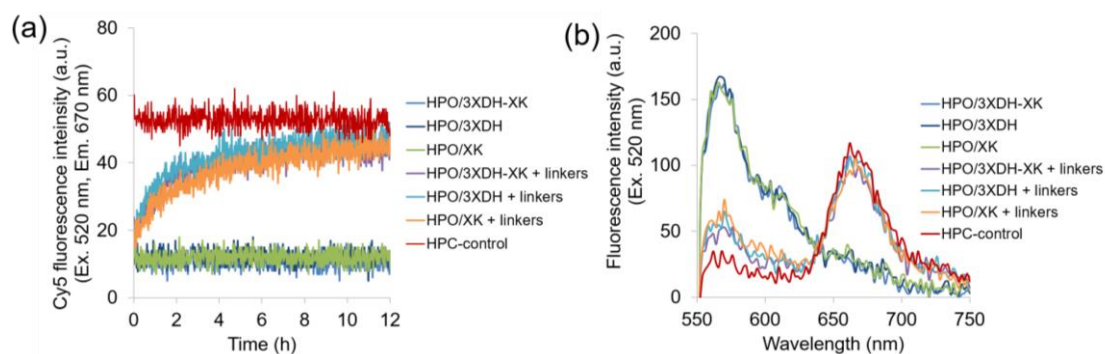 (a)
Cy5 fluorescence inteinsity (a.u.)
(Ex. 520 nm, Em. 670 nm)
80
60
40
20
0
0 2 4 6 8 10 12
Time (h)
HPO/3XDH-XK
HPO/3XDH
HPO/XK
HPO/3XDH-XK + linkers
HPO/3XDH + linkers
HPO/XK + linkers
HPC-control
(b)
Fluorescence intenisity (a.u.)
(Ex. 520 nm)
200
150
100
50
0
550 600 650 700 750
Wavelength (nm)
HPO/3XDH-XK
HPO/3XDH
HPO/XK
HPO/3XDH-XK + linkers
HPO/3XDH + linkers
HPO/XK + linkers
HPC-control